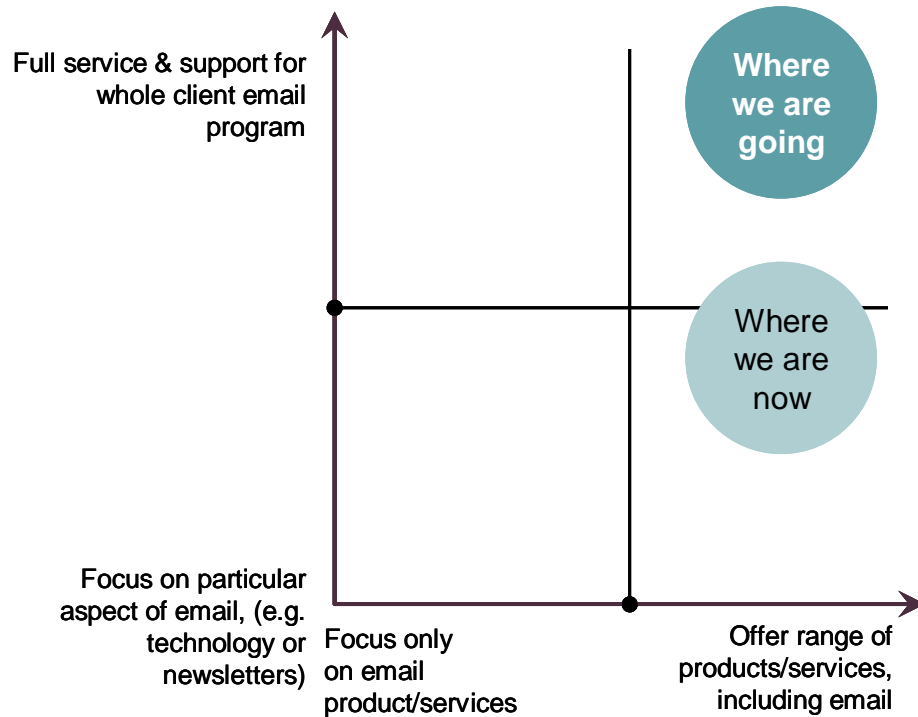 Full service & support for
whole client email
program
Where
we are
going
Where
we are
now
Focus on particular
aspect of email, (e.g.
technology or
newsletters)
Focus only
on email
product/services
Offer range of
products/services,
including email